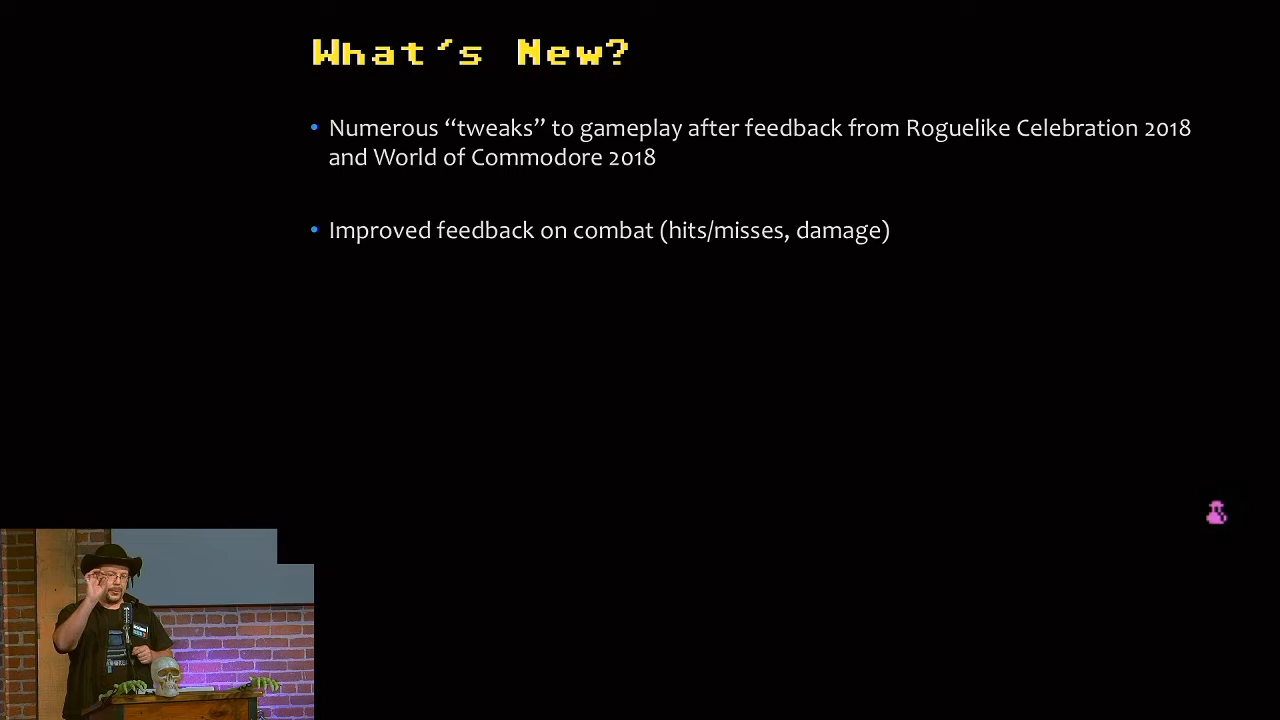 What's New?
• Numerous “tweaks” to gameplay after feedback from Roguelike Celebration 2018
and World of Commodore 2018
• Improved feedback on combat (hits/misses, damage)